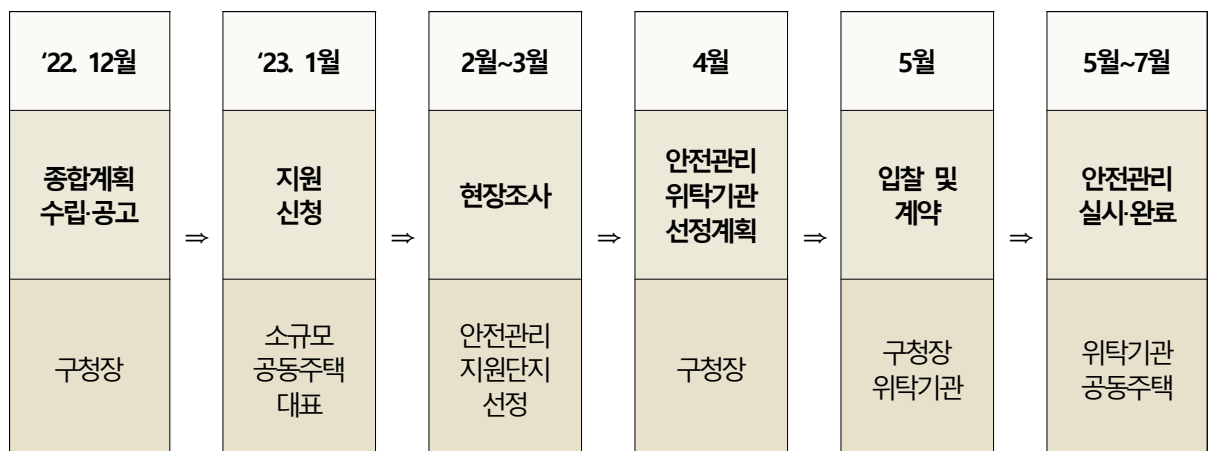 ‘22. 12월
종합계획
수립·공고
구청장
⇒
‘23. 1월
지원
신청
소규모
공동주택
대표
⇒
2월~3월
현장조사
안전관리
지원단지
선정
⇒
4월
안전관리
위탁기관
선정계획
구청장
⇒
5월
입찰 및
계약
구청장
위탁기관
⇒
5월~7월
안전관리
실시·완료
위탁기관
공동주택